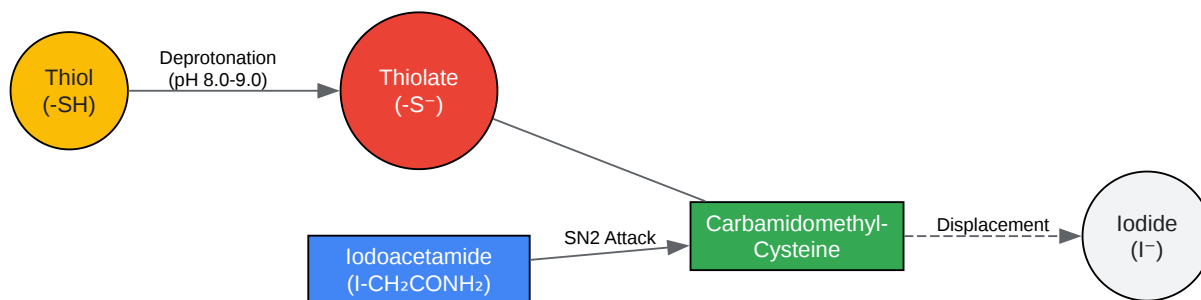 Thiol
(-SH)
Deprotonation
(pH 8.0-9.0)
Thiolate
(-S⁻)
Iodoacetamide
(I-CH₂CONH₂)
SN2 Attack
Carbamidomethyl-
Cysteine
Displacement
Iodide
(I⁻)